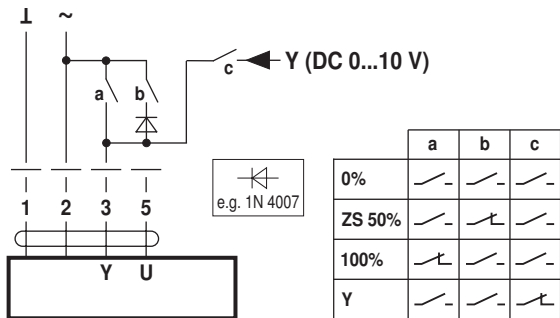 ⊥ ~
c Y (DC 0...10 V)
a b
e.g. 1N 4007
1 2 3 5
Y U
a b c
0%
ZS 50%
100%
Y